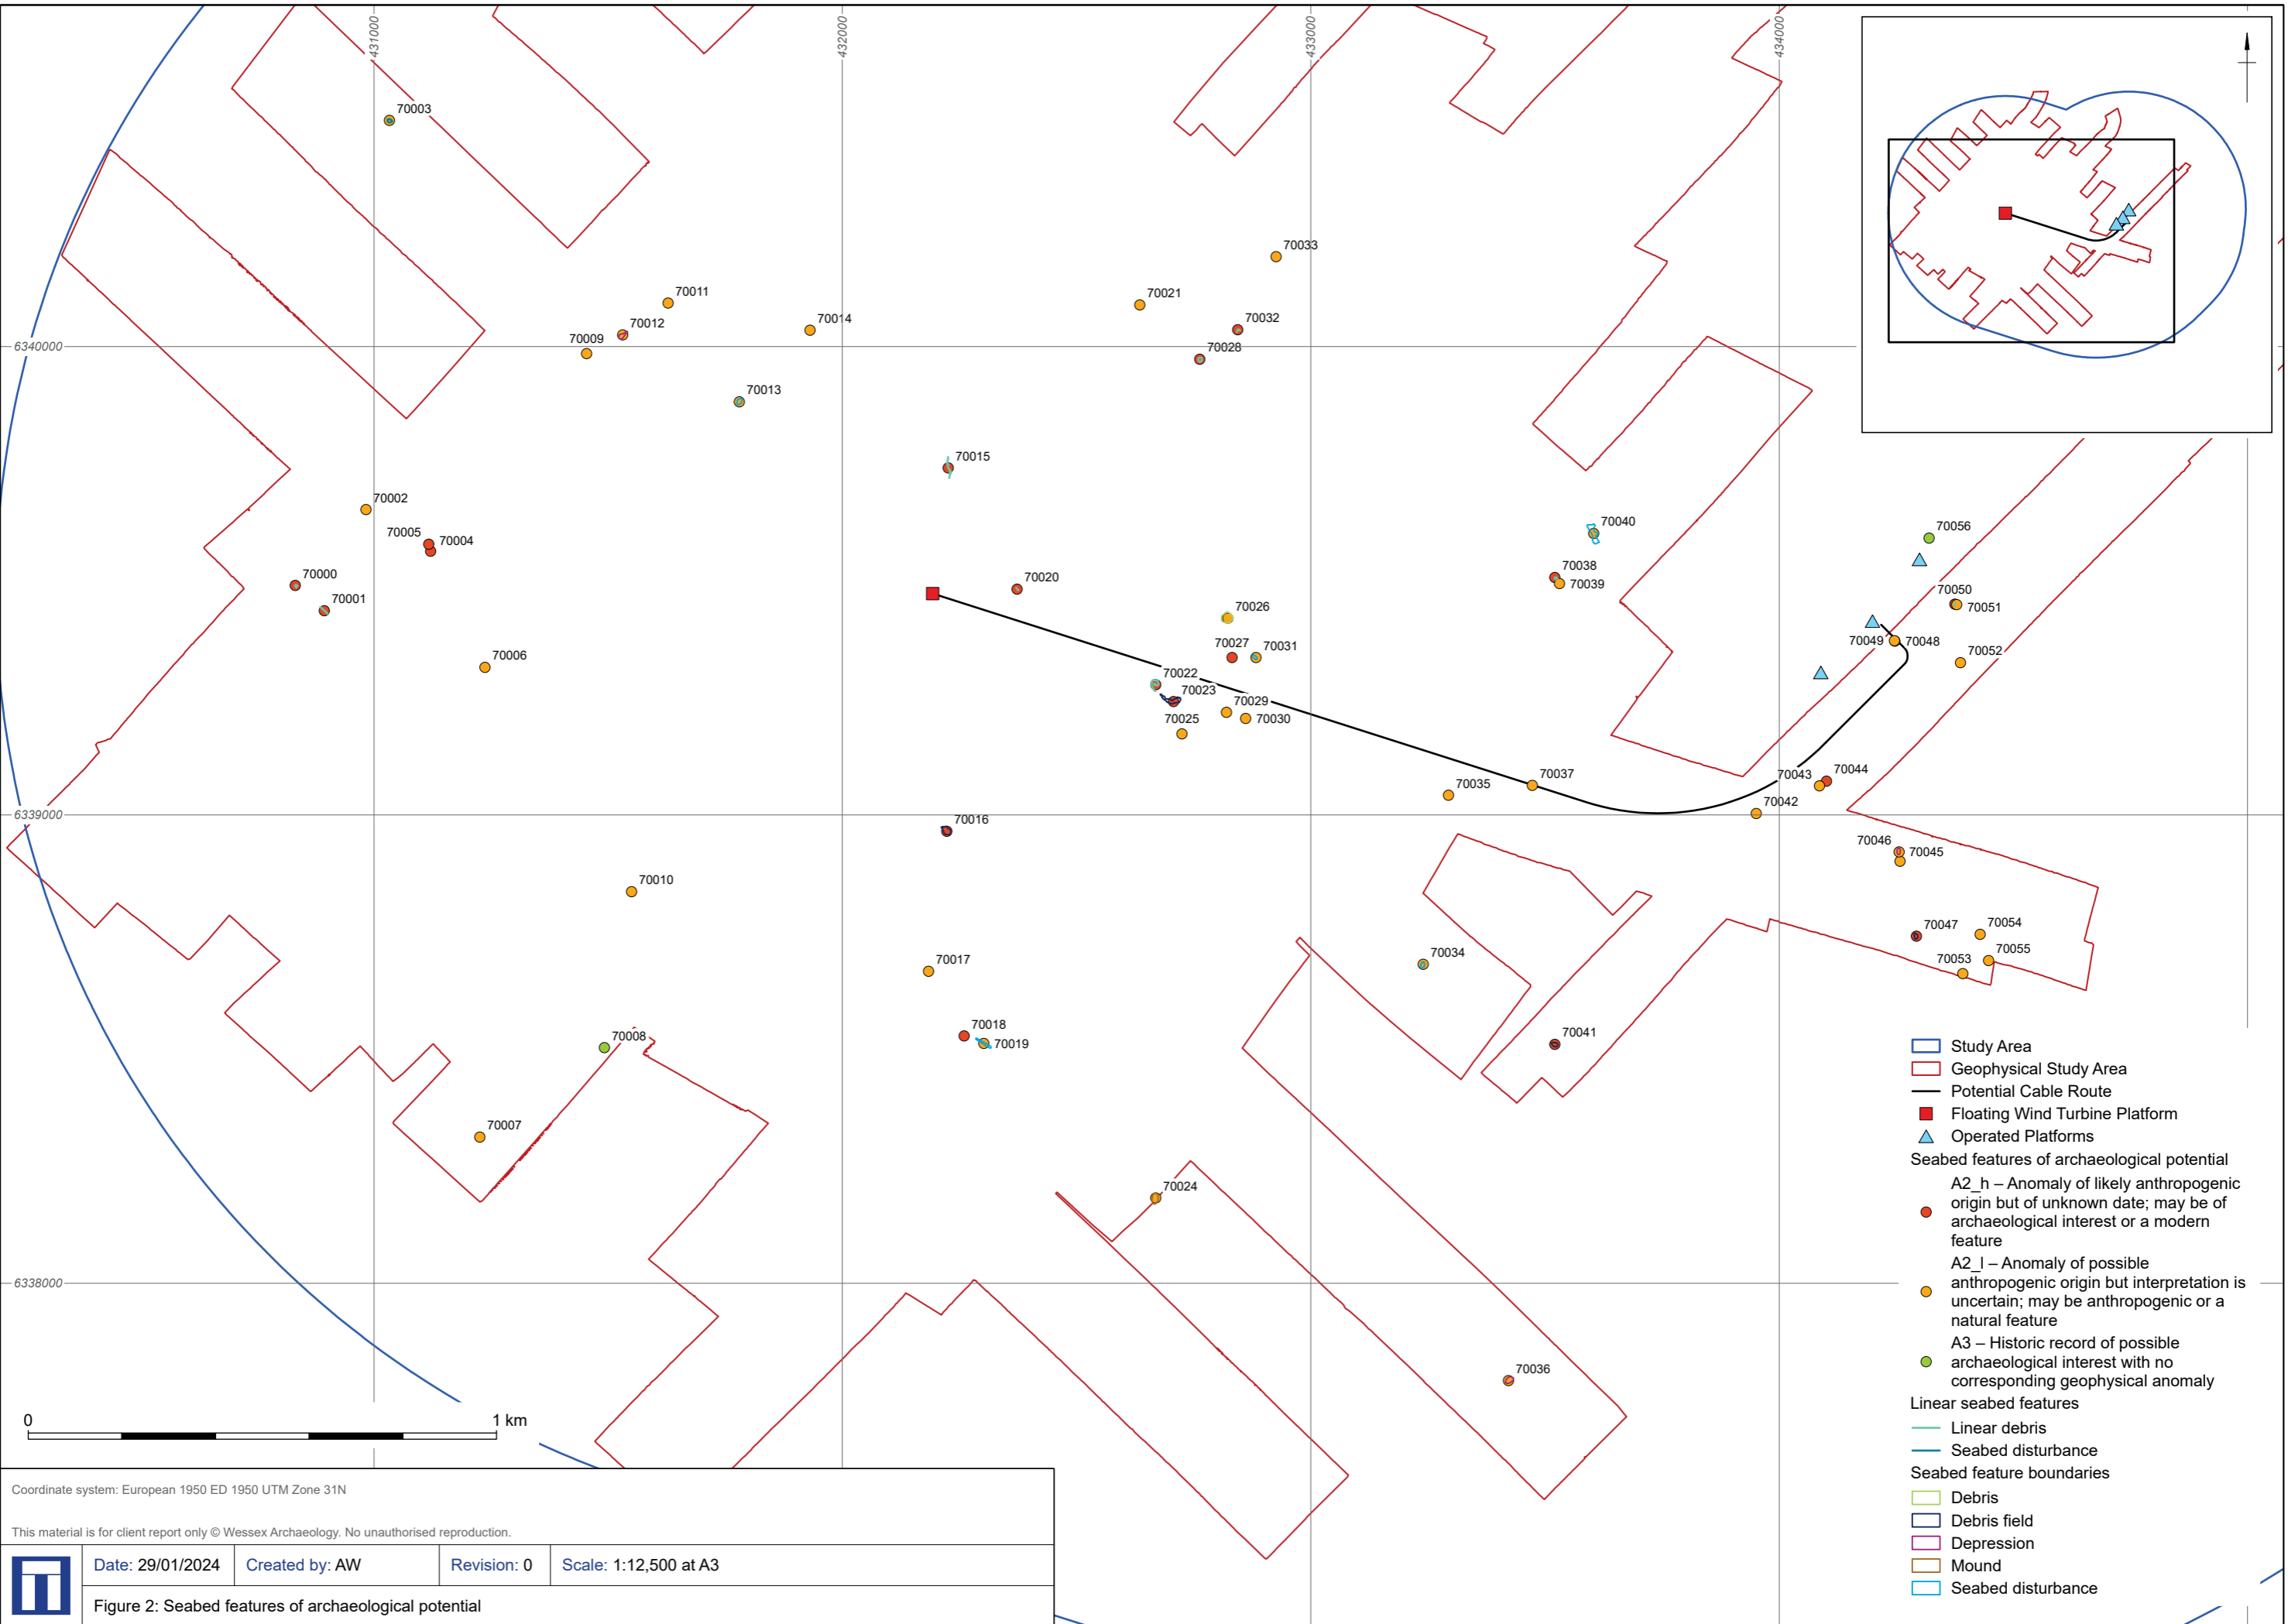 431000
432000
433000
434000
70003
70033
70011
70021
70012
70014
70032
70009
70028
6340000
70013
70015
70002
70040
70056
70005
70004
70000
70020
70038
70039
70001
70050
70051
70026
70049
70048
70027
70031
70006
70052
70022
70023
70029
70025
70030
70037
70043
70044
70035
70042
6339000
70016
70046
70045
70010
70047
70054
70034
70055
70017
70053
70018
70041
70008
70019
70007
70024
6338000
70036
0
1 km
Study Area
Geophysical Study Area
Potential Cable Route
Floating Wind Turbine Platform
Operated Platforms
Seabed features of archaeological potential
A2_h – Anomaly of likely anthropogenic
origin but of unknown date; may be of
archaeological interest or a modern
feature
A2_l – Anomaly of possible
anthropogenic origin but interpretation is
uncertain; may be anthropogenic or a
natural feature
A3 – Historic record of possible
archaeological interest with no
corresponding geophysical anomaly
Linear seabed features
Linear debris
Seabed disturbance
Seabed feature boundaries
Debris
Debris field
Depression
Mound
Seabed disturbance
Coordinate system: European 1950 ED 1950 UTM Zone 31N
This material is for client report only © Wessex Archaeology. No unauthorised reproduction.
Date: 29/01/2024
Created by: AW
Revision: 0
Scale: 1:12,500 at A3
Figure 2: Seabed features of archaeological potential